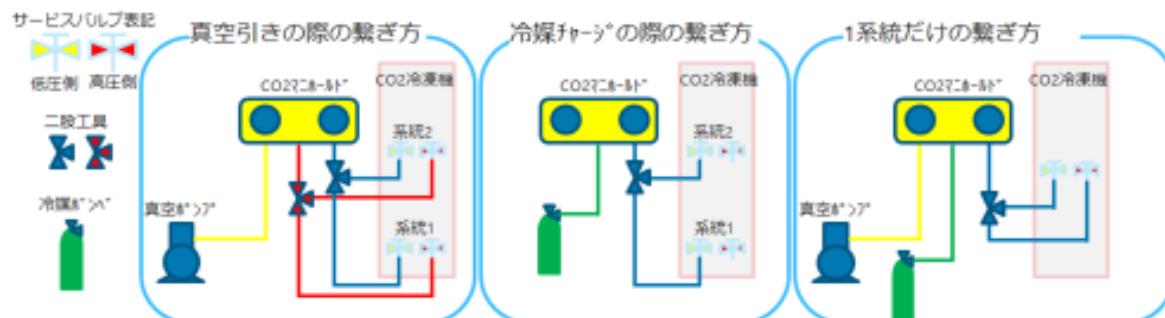 サービスバルブ表記
低圧側 高圧側
二股工具
冷媒ボンベ
真空引きの際の繋ぎ方
CO2マニホールド
CO2冷凍機
系統2
系統1
真空ポンプ
冷媒チャージの際の繋ぎ方
CO2マニホールド
CO2冷凍機
系統2
系統1
1系統だけの繋ぎ方
CO2マニホールド
CO2冷凍機
真空ポンプ